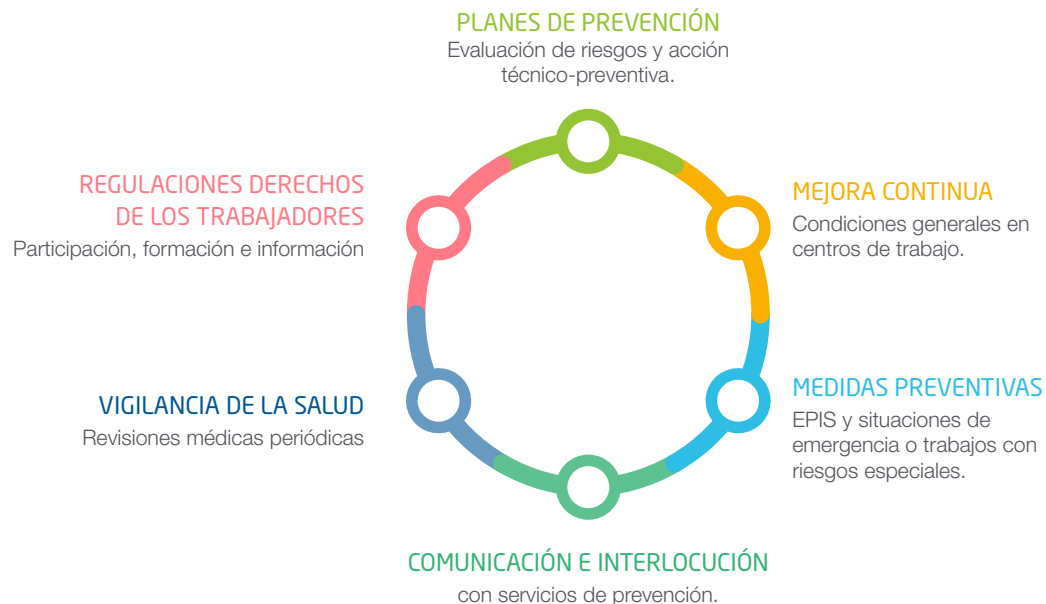 PLANES DE PREVENCIÓN
Evaluación de riesgos y acción
técnico-preventiva.
MEJORA CONTINUA
Condiciones generales en
centros de trabajo.
MEDIDAS PREVENTIVAS
EPIS y situaciones de
emergencia o trabajos con
riesgos especiales.
COMUNICACIÓN E INTERLOCUCIÓN
con servicios de prevención.
VIGILANCIA DE LA SALUD
Revisiones médicas periódicas
REGULACIONES DERECHOS
DE LOS TRABAJADORES
Participación, formación e información